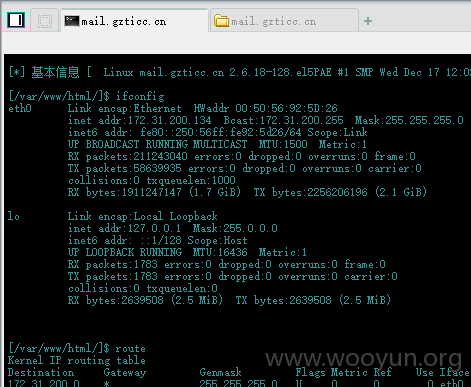 mail.gzticc.cn
mail.gzticc.cn
[*] 基本信息 [ Linux mail.gzticc.cn 2.6.18-128.el5PAE #1 SMP Wed Dec 17 12:0
[/var/www/html/]$ ifconfig
eth0 Link encap:Ethernet HWaddr 00:50:56:92:5D:26
inet addr:172.31.200.134 Bcast:172.31.200.255 Mask:255.255.255.0
inet6 addr: fe80::250:56ff:fe92:5d26/64 Scope:Link
UP BROADCAST RUNNING MULTICAST MTU:1500 Metric:1
RX packets:211243040 errors:0 dropped:0 overruns:0 frame:0
TX packets:58639935 errors:0 dropped:0 overruns:0 carrier:0
collisions:0 txqueuelen:1000
RX bytes:1911247147 (1.7 GiB) TX bytes:2256206196 (2.1 GiB)
lo Link encap:Local Loopback
inet addr:127.0.0.1 Mask:255.0.0.0
inet6 addr: ::1/128 Scope:Host
UP LOOPBACK RUNNING MTU:16436 Metric:1
RX packets:1783 errors:0 dropped:0 overruns:0 frame:0
TX packets:1783 errors:0 dropped:0 overruns:0 carrier:0
collisions:0 txqueuelen:0
RX bytes:2639508 (2.5 MiB) TX bytes:2639508 (2.5 MiB)
[/var/www/html/]$ route
Kernel IP routing table
Destination Gateway Genmask Flags Metric Ref Use Iface
172.31.200.0 * 255.255.255.0 U 0 0 0 eth0
www.wooyun.org